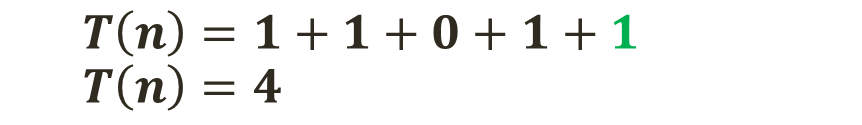 T(n) = 1 + 1 + 0 + 1 + 1
T(n) = 4